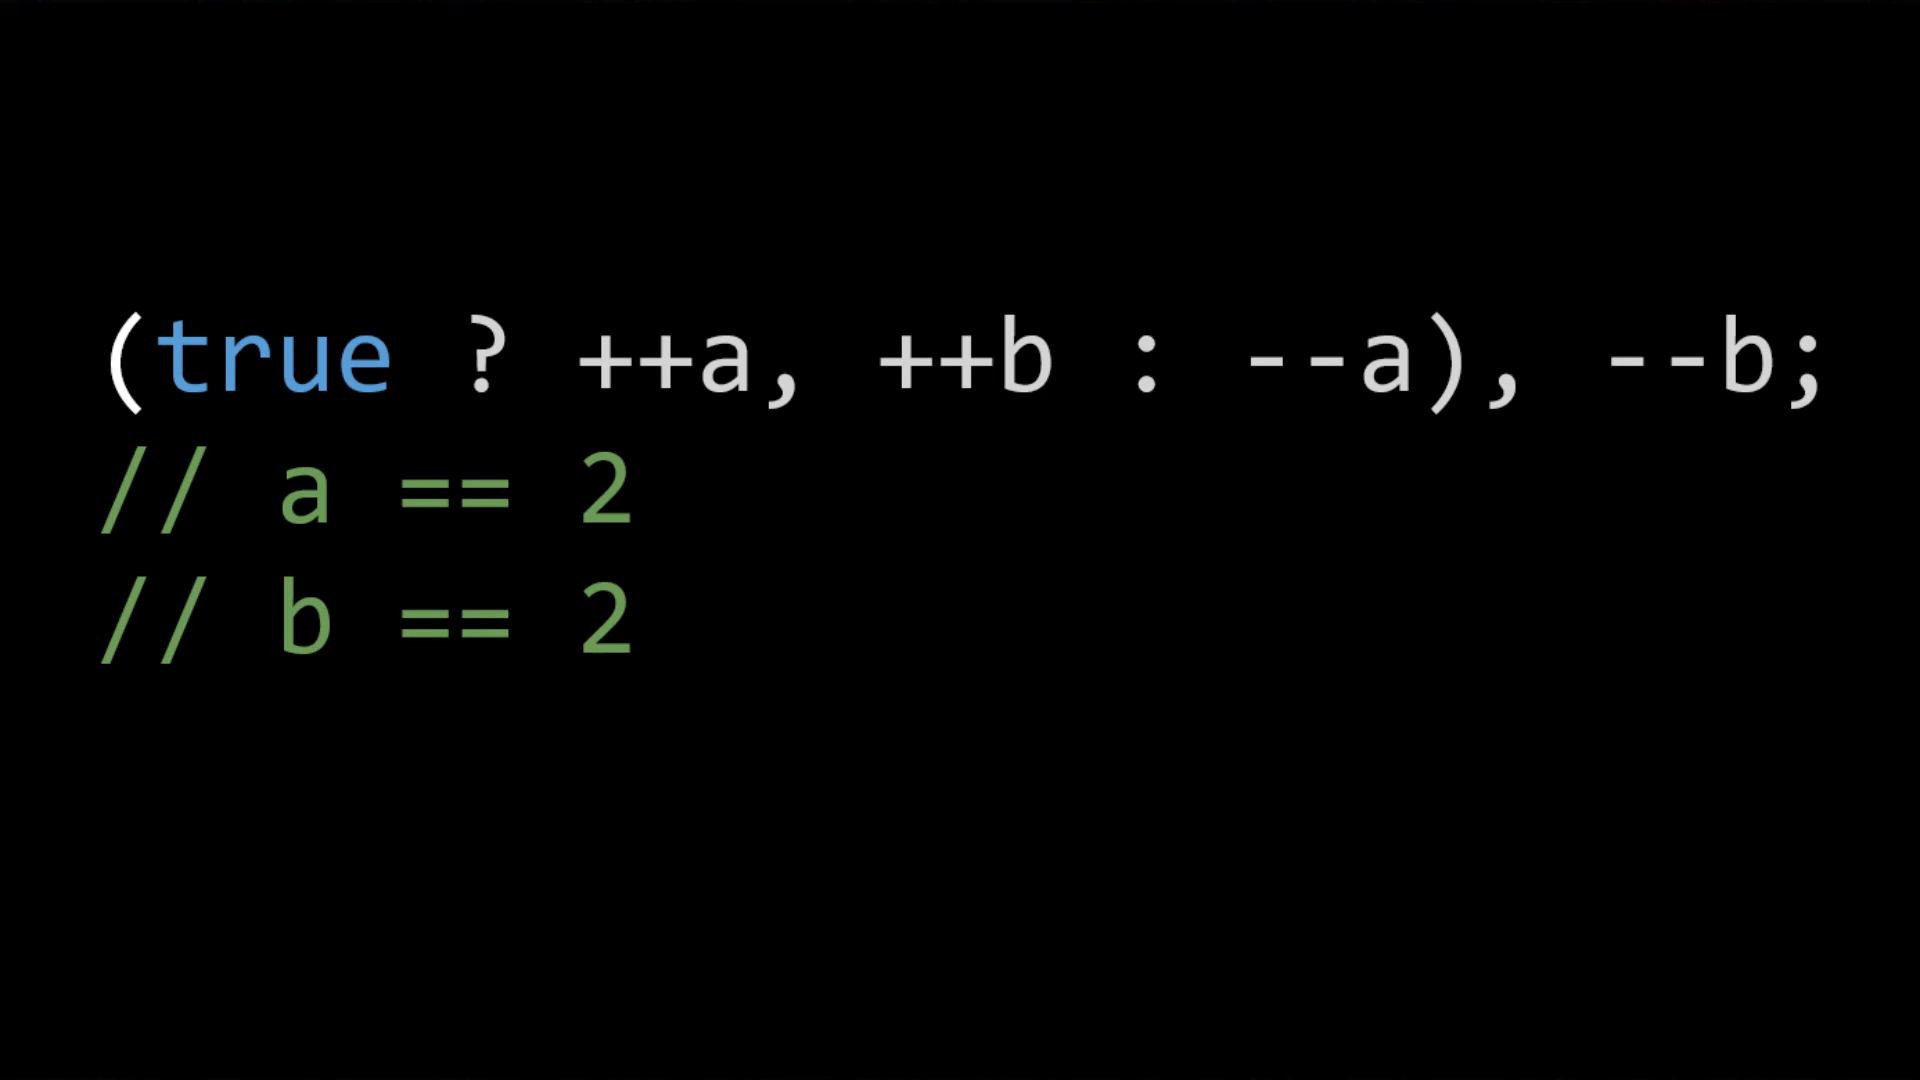 (true ? ++a, ++b : --a), --b;
// a == 2
// b == 2